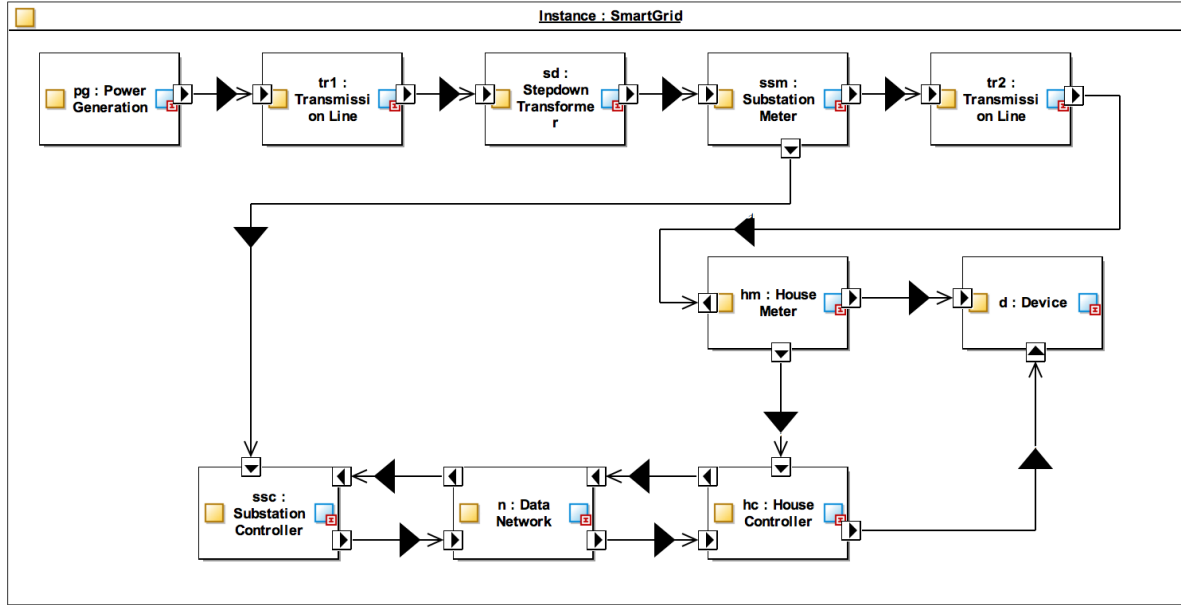 Instance : SmartGrid
pg : Power
Generation
tr1 :
Transmissi
on Line
sd :
Stepdown
Transforme
r
ssm :
Substation
Meter
tr2 :
Transmissi
on Line
hm : House
Meter
d : Device
ssc :
Substation
Controller
n : Data
Network
hc : House
Controller